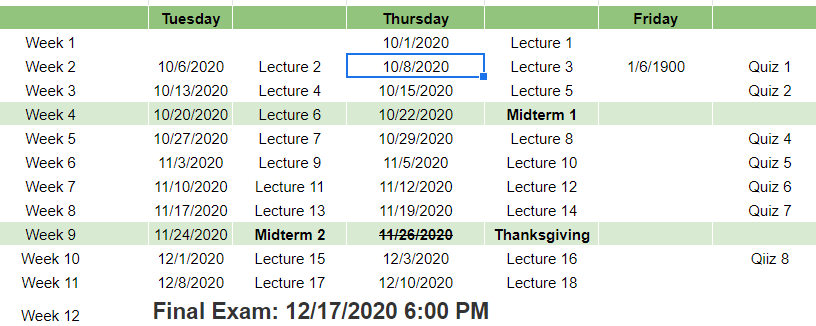 Tuesday Thursday Friday
Week 1 10/1/2020 Lecture 1
Week 2 10/6/2020 Lecture 2 10/8/2020 Lecture 3 1/6/1900 Quiz 1
Week 3 10/13/2020 Lecture 4 10/15/2020 Lecture 5 Quiz 2
Week 4 10/20/2020 Lecture 6 10/22/2020 Midterm 1
Week 5 10/27/2020 Lecture 7 10/29/2020 Lecture 8 Quiz 4
Week 6 11/3/2020 Lecture 9 11/5/2020 Lecture 10 Quiz 5
Week 7 11/10/2020 Lecture 11 11/12/2020 Lecture 12 Quiz 6
Week 8 11/17/2020 Lecture 13 11/19/2020 Lecture 14 Quiz 7
Week 9 11/24/2020 Midterm 2 11/26/2020 Thanksgiving
Week 10 12/1/2020 Lecture 15 12/3/2020 Lecture 16 Qiiz 8
Week 11 12/8/2020 Lecture 17 12/10/2020 Lecture 18
Week 12 Final Exam: 12/17/2020 6:00 PM